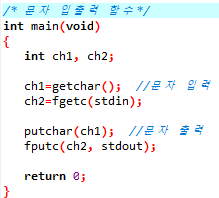 /* 문자 입출력 함수*/
int main(void)
{
int ch1, ch2;
ch1=getchar(); //문자 입력
ch2=fgetc(stdin);
putchar(ch1); //문자 출력
fputc(ch2, stdout);
return 0;
}